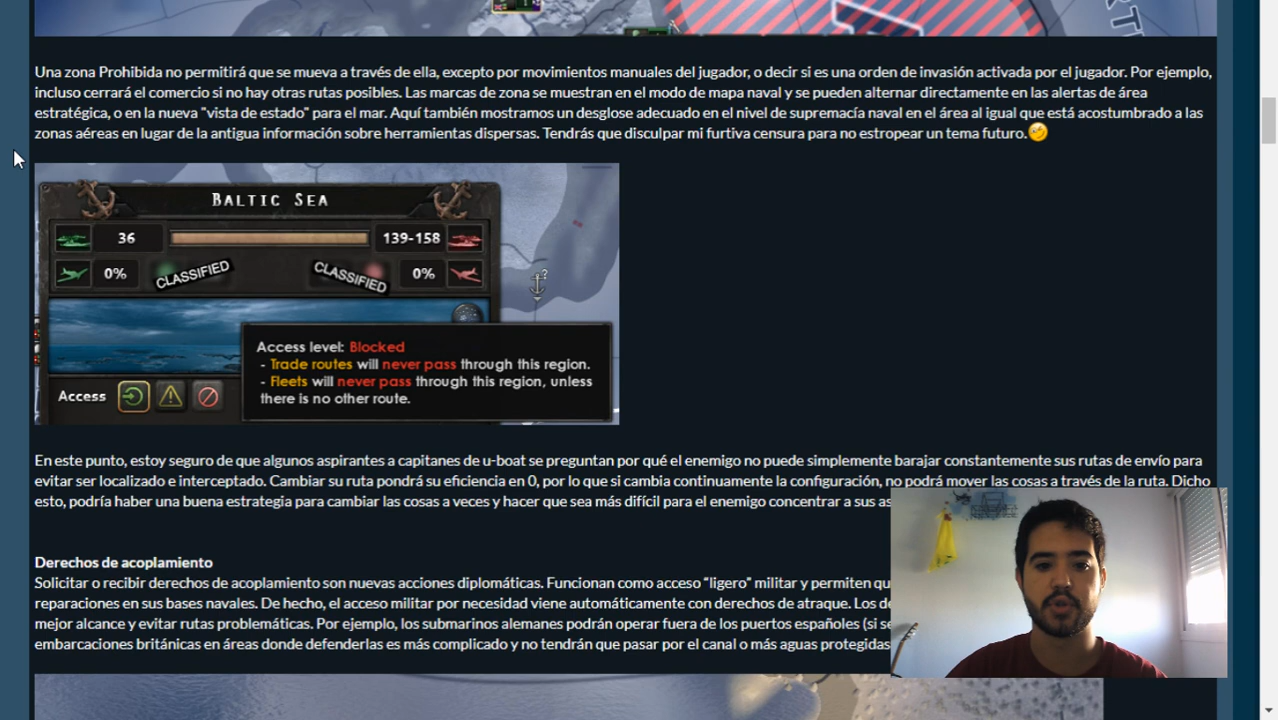 Una zona Prohibida no permitirá que se mueva a través de ella, excepto por movimientos manuales del jugador, o decir si es una orden de invasión activada por el jugador. Por ejemplo,
incluso cerrará el comercio si no hay otras rutas posibles. Las marcas de zona se muestran en el modo de mapa naval y se pueden alternar directamente en las alertas de área
estratégica, o en la nueva "vista de estado" para el mar. Aquí también mostramos un desglose adecuado en el nivel de supremacía naval en el área al igual que está acostumbrado a las
zonas aéreas en lugar de la antigua información sobre herramientas dispersas. Tendrás que disculpar mi furtiva censura para no estropear un tema futuro.
BALTIC SEA
36 139-158
0% CLASSIFIED CLASSIFIED 0%
Access level: Blocked
- Trade routes will never pass through this region.
- Fleets will never pass through this region, unless
there is no other route.
Access
En este punto, estoy seguro de que algunos aspirantes a capitanes de u-boat se preguntan por qué el enemigo no puede simplemente barajar constantemente sus rutas de envío para
evitar ser localizado e interceptado. Cambiar su ruta pondrá su eficiencia en 0, por lo que si cambia continuamente la configuración, no podrá mover las cosas a través de la ruta. Dicho
esto, podría haber una buena estrategia para cambiar las cosas a veces y hacer que sea más difícil para el enemigo concentrar a sus
Derechos de acoplamiento
Solicitar o recibir derechos de acoplamiento son nuevas acciones diplomáticas. Funcionan como acceso "ligero" militar y permiten
reparaciones en sus bases navales. De hecho, el acceso militar por necesidad viene automáticamente con derechos de atraque. Los
mejor alcance y evitar rutas problemáticas. Por ejemplo, los submarinos alemanes podrán operar fuera de los puertos españoles (si
embarcaciones británicas en áreas donde defenderlas es más complicado y no tendrán que pasar por el canal o más aguas protegidas